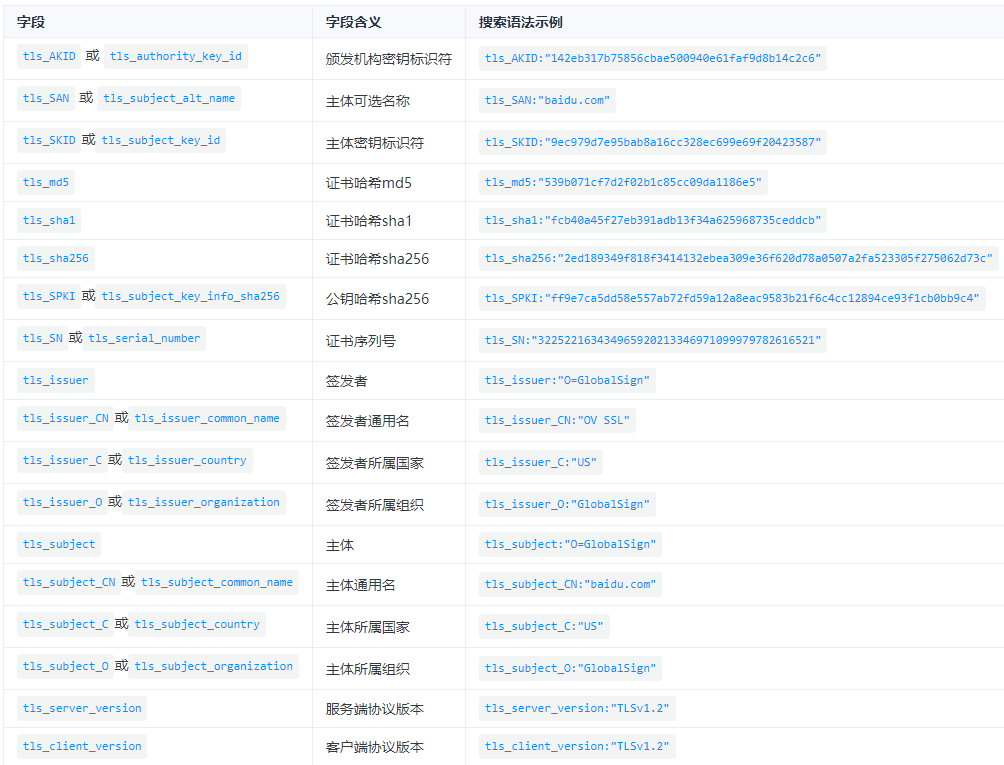 字段 字段含义 搜索语法示例
tls_AKID 或 tls_authority_key_id 颁发机构密钥标识符 tls_AKID:"142eb317b75856cbae500940e61faf9d8b14c2c6"
tls_SAN 或 tls_subject_alt_name 主体可选名称 tls_SAN:"baidu.com"
tls_SKID 或 tls_subject_key_id 主体密钥标识符 tls_SKID:"9ec979d7e95bab8a16cc328ec699e69f20423587"
tls_md5 证书哈希md5 tls_md5:"539b071cf7d2f02b1c85cc09da1186e5"
tls_sha1 证书哈希sha1 tls_sha1:"fcb40a45f27eb391adb13f34a625968735ceddcb"
tls_sha256 证书哈希sha256 tls_sha256:"2ed189349f818f3414132ebea309e36f620d78a0507a2fa523305f275062d73c"
tls_SPKI 或 tls_subject_key_info_sha256 公钥哈希sha256 tls_SPKI:"ff9e7ca5dd58e557ab72fd59a12a8eac9583b21f6c4cc12894ce93f1cb0bb9c4"
tls_SN 或 tls_serial_number 证书序列号 tls_SN:"32252216343496592021334697109997978261​6521"
tls_issuer 签发者 tls_issuer:"O=GlobalSign"
tls_issuer_CN 或 tls_issuer_common_name 签发者通用名 tls_issuer_CN:"OV SSL"
tls_issuer_C 或 tls_issuer_country 签发者所属国家 tls_issuer_C:"US"
tls_issuer_O 或 tls_issuer_organization 签发者所属组织 tls_issuer_O:"GlobalSign"
tls_subject 主体 tls_subject:"O=GlobalSign"
tls_subject_CN 或 tls_subject_common_name 主体通用名 tls_subject_CN:"baidu.com"
tls_subject_C 或 tls_subject_country 主体所属国家 tls_subject_C:"US"
tls_subject_O 或 tls_subject_organization 主体所属组织 tls_subject_O:"GlobalSign"
tls_server_version 服务端协议版本 tls_server_version:"TLSv1.2"
tls_client_version 客户端协议版本 tls_client_version:"TLSv1.2"